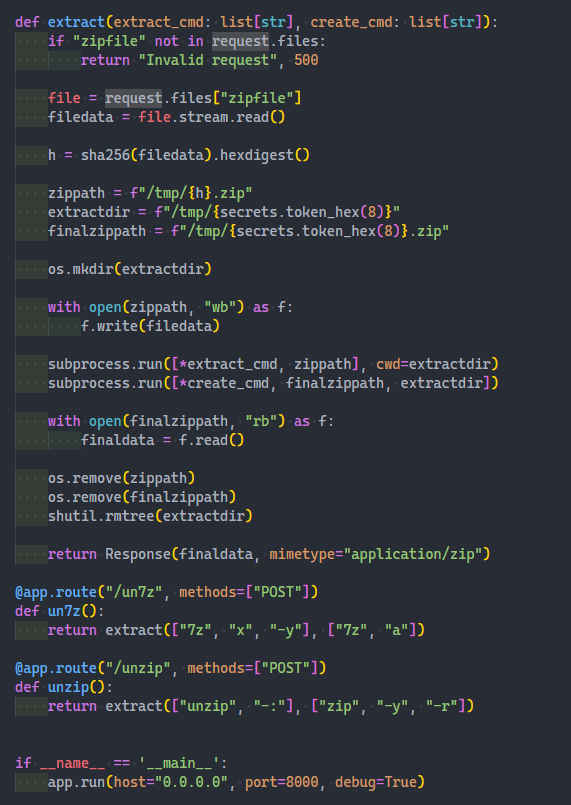 def extract(extract_cmd: list[str], create_cmd: list[str]):
    if "zipfile" not in request.files:
        return "Invalid request", 500

    file = request.files["zipfile"]
    filedata = file.stream.read()

    h = sha256(filedata).hexdigest()

    zippath = f"/tmp/{h}.zip"
    extractdir = f"/tmp/{secrets.token_hex(8)}"
    finalzippath = f"/tmp/{secrets.token_hex(8)}.zip"

    os.mkdir(extractdir)

    with open(zippath, "wb") as f:
        f.write(filedata)

    subprocess.run([*extract_cmd, zippath], cwd=extractdir)
    subprocess.run([*create_cmd, finalzippath, extractdir])

    with open(finalzippath, "rb") as f:
        finaldata = f.read()

    os.remove(zippath)
    os.remove(finalzippath)
    shutil.rmtree(extractdir)

    return Response(finaldata, mimetype="application/zip")

@app.route("/un7z", methods=["POST"])
def un7z():
    return extract(["7z", "x", "-y"], ["7z", "a"])

@app.route("/unzip", methods=["POST"])
def unzip():
    return extract(["unzip", "-:"], ["zip", "-y", "-r"])


if __name__ == '__main__':
    app.run(host="0.0.0.0", port=8000, debug=True)